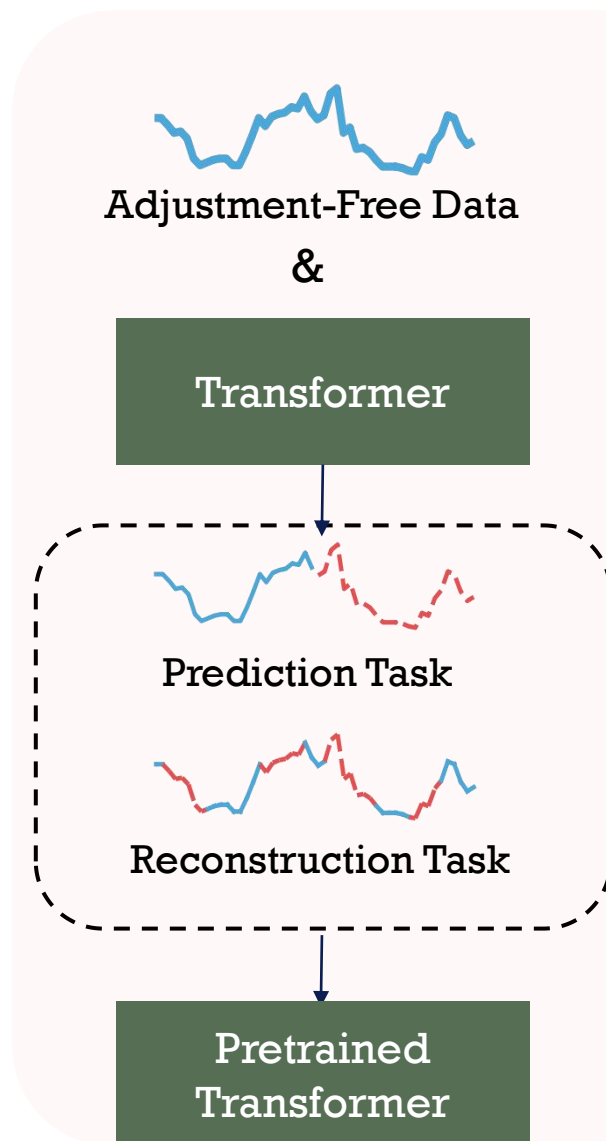 Adjustment-Free Data
&
Transformer
Prediction Task
Reconstruction Task
Pretrained
Transformer